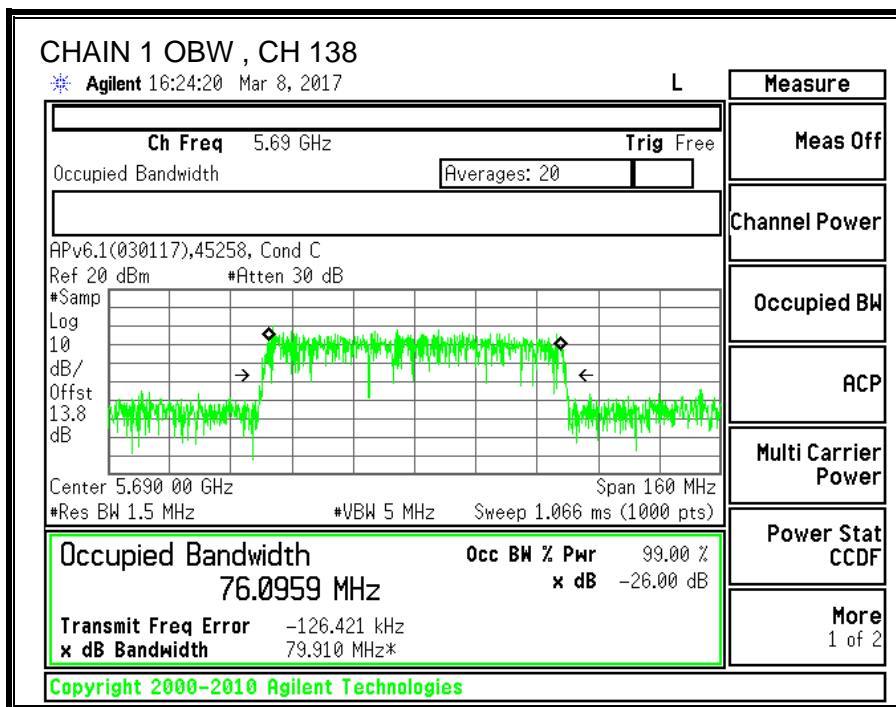 CHAIN 1 OBW , CH 138
Agilent 16:24:20 Mar 8, 2017 L
Measure
Ch Freq 5.69 GHz Trig Free
Meas Off
Occupied Bandwidth Averages: 20
Channel Power
APv6.1(030117),45258, Cond C
Ref 20 dBm #Atten 30 dB
#Samp
Log
10
dB/
Offst
13.8
dB
Occupied BW
ACP
Multi Carrier
Power
Center 5.690 00 GHz Span 160 MHz
#Res BW 1.5 MHz #VBW 5 MHz Sweep 1.066 ms (1000 pts)
Power Stat
CCDF
Occupied Bandwidth Occ BW % Pwr 99.00 %
76.0959 MHz x dB -26.00 dB
Transmit Freq Error -126.421 kHz
x dB Bandwidth 79.910 MHz*
More
1 of 2
Copyright 2000-2010 Agilent Technologies